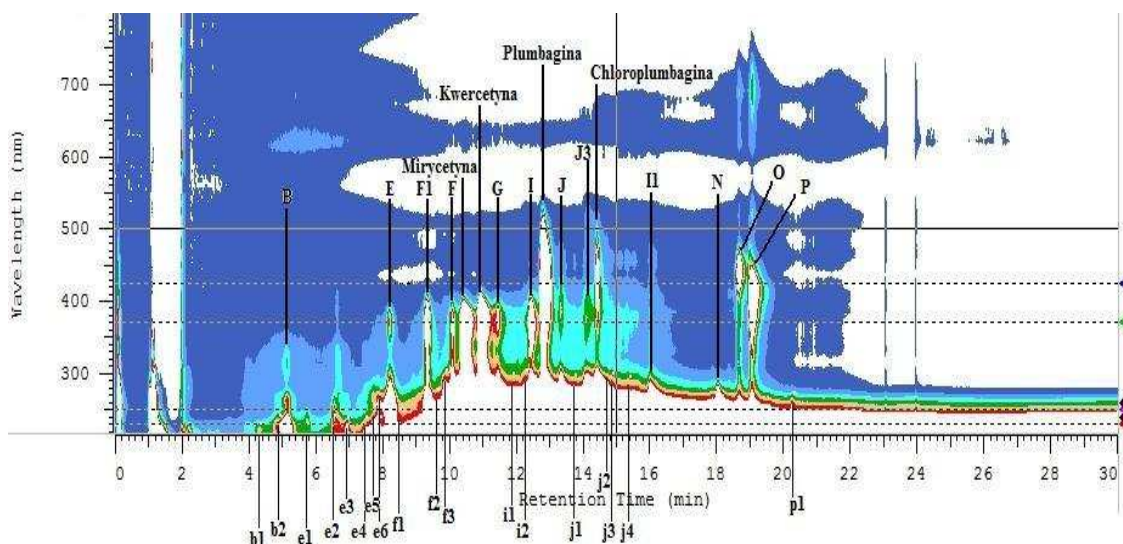 Plumbagina
Chloroplumbagina
Kwercetyna
Mirycetyna
J3
B E F1 F G I J I1 N O P
Wavelength (nm)
700
600
500
400
300
0 2 4 6 8 10 12 14 16 18 20 22 24 26 28 30
Retention Time (min)
b1 b2 e1 e2 e3 e4 e5 e6 f1 f2 f3 i1 i2 j1 j2 j3 j4 p1